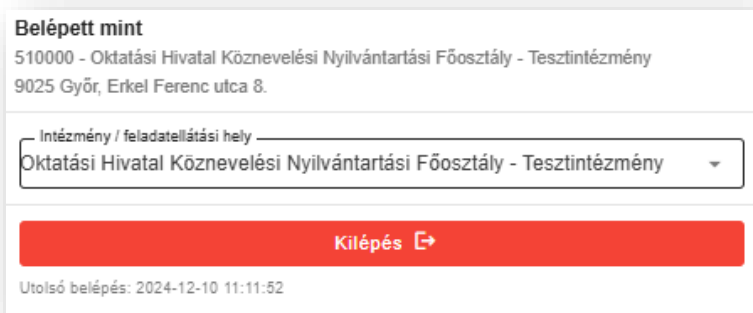 Belépett mint
510000 - Oktatási Hivatal Köznevelési Nyilvántartási Főosztály - Tesztintézmény
9025 Győr, Erkel Ferenc utca 8.
Intézmény / feladatellátási hely
Oktatási Hivatal Köznevelési Nyilvántartási Főosztály - Tesztintézmény
Kilépés
Utolsó belépés: 2024-12-10 11:11:52